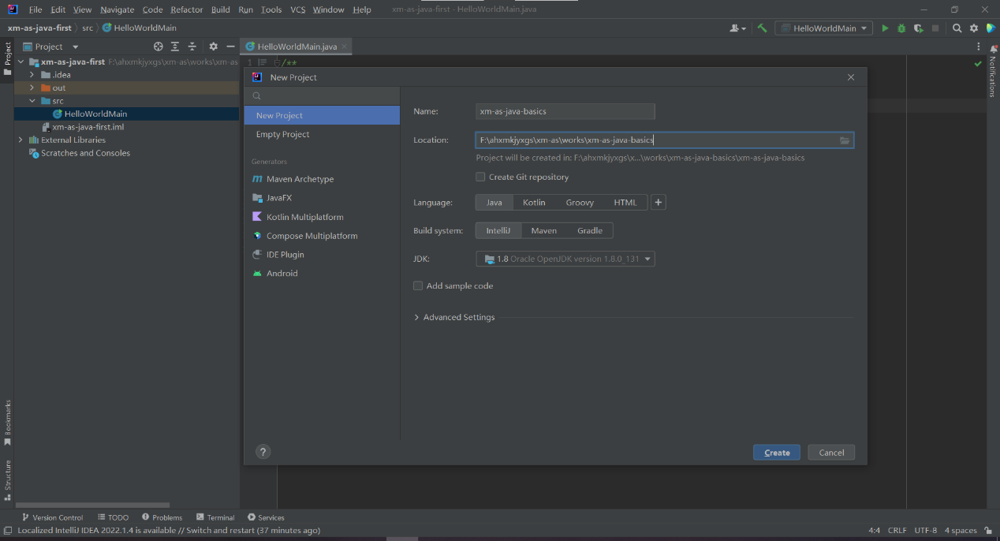 File Edit View Navigate Code Refactor Build Run Tools VCS Window Help xm-as-java-first - HelloWorldMain.java
xm-as-java-first src HelloWorldMain HelloWorldMain
Project HelloWorldMain.java
xm-as-java-first F:\ahxmkjyxgs\xm-as\works\xm-as
1 /**
.idea
out
src
HelloWorldMain
xm-as-java-first.iml
External Libraries
Scratches and Consoles
Project
Bookmarks
Structure
Notifications
New Project
New Project
Empty Project
Generators
Maven Archetype
JavaFX
Kotlin Multiplatform
Compose Multiplatform
IDE Plugin
Android
Name: xm-as-java-basics
Location: F:\ahxmkjyxgs\xm-as\works\xm-as-java-basics
Project will be created in: F:\ahxmkjyxgs\x...\works\xm-as-java-basics\xm-as-java-basics
Create Git repository
Language: Java Kotlin Groovy HTML +
Build system: IntelliJ Maven Gradle
JDK: 1.8 Oracle OpenJDK version 1.8.0_131
Add sample code
Advanced Settings
? Create Cancel
Version Control TODO Problems Terminal Services
Localized IntelliJ IDEA 2022.1.4 is available // Switch and restart (37 minutes ago) 4:4 CRLF UTF-8 4 spaces